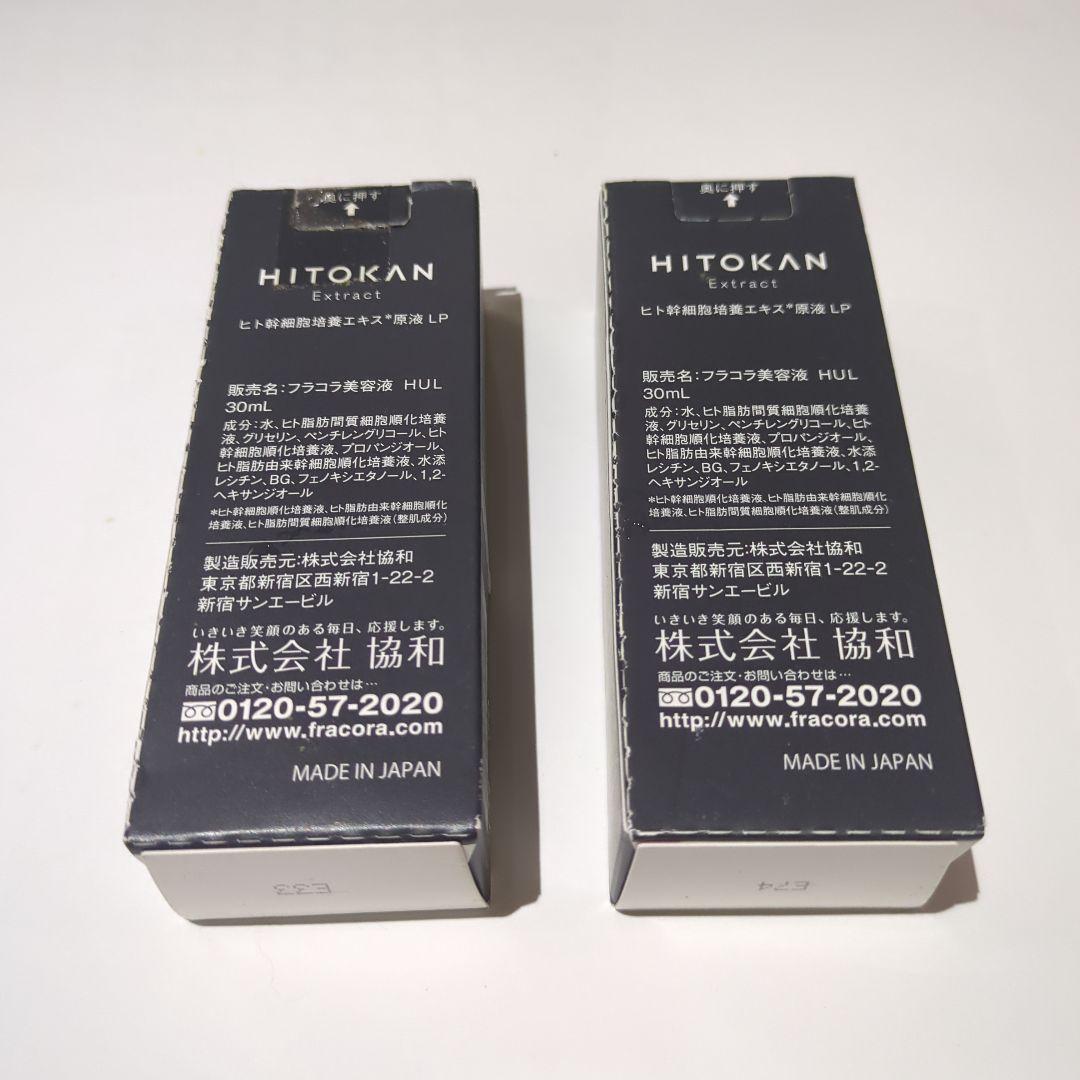 奥に押す
HITOKAN
Extract
ヒト幹細胞培養エキス*原液 LP
販売名:フラコラ美容液 HUL
30mL
成分:水、ヒト脂肪間質細胞順化培養
液、グリセリン、ペンチレングリコール、ヒト
幹細胞順化培養液、プロパンジオール、
ヒト脂肪由来幹細胞順化培養液、水添
レシチン、BG、フェノキシエタノール、1,2-
ヘキサンジオール
*ヒト幹細胞順化培養液、ヒト脂肪由来幹細胞順化
培養液、ヒト脂肪間質細胞順化培養液(整肌成分)
製造販売元:株式会社協和
東京都新宿区西新宿1-22-2
新宿サンエービル
いきいき笑顔のある毎日、応援します。
株式会社 協和
商品のご注文・お問い合わせは…
0120-57-2020
http://www.fracora.com
MADE IN JAPAN
E33
奥に押す
HITOKAN
Extract
ヒト幹細胞培養エキス*原液 LP
販売名:フラコラ美容液 HUL
30mL
成分:水、ヒト脂肪間質細胞順化培養
液、グリセリン、ペンチレングリコール、ヒト
幹細胞順化培養液、プロパンジオール、
ヒト脂肪由来幹細胞順化培養液、水添
レシチン、BG、フェノキシエタノール、1,2-
ヘキサンジオール
*ヒト幹細胞順化培養液、ヒト脂肪由来幹細胞順化
培養液、ヒト脂肪間質細胞順化培養液(整肌成分)
製造販売元:株式会社協和
東京都新宿区西新宿1-22-2
新宿サンエービル
いきいき笑顔のある毎日、応援します。
株式会社 協和
商品のご注文・お問い合わせは…
0120-57-2020
http://www.fracora.com
MADE IN JAPAN
E74